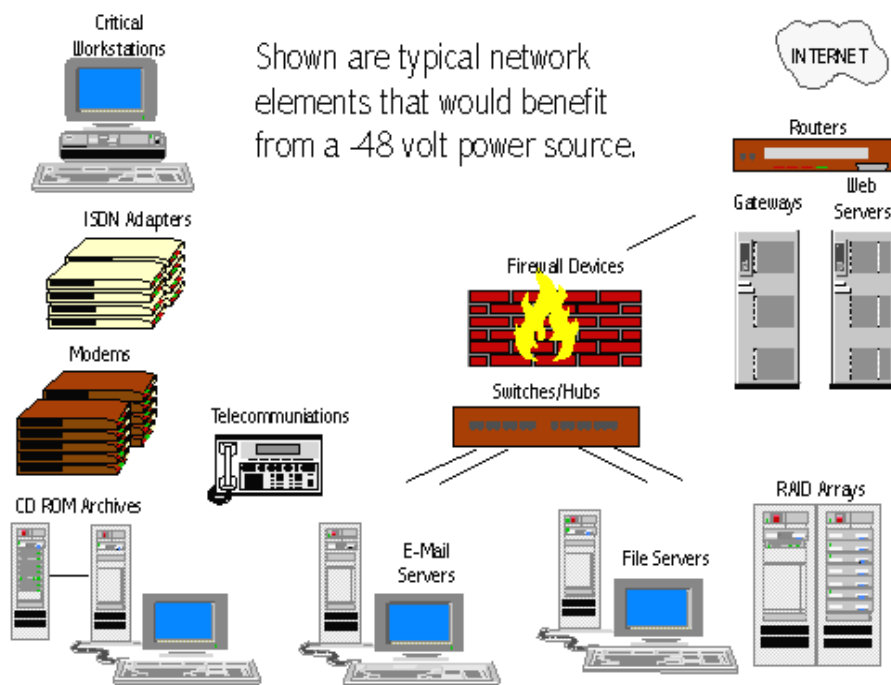 Critical
Workstations
Shown are typical network
elements that would benefit
from a -48 volt power source.
INTERNET
Routers
Gateways
Web
Servers
ISDN Adapters
Firewall Devices
Modems
Switches/Hubs
Telecommuniations
CD ROM Archives
E-Mail
Servers
File Servers
RAID Arrays